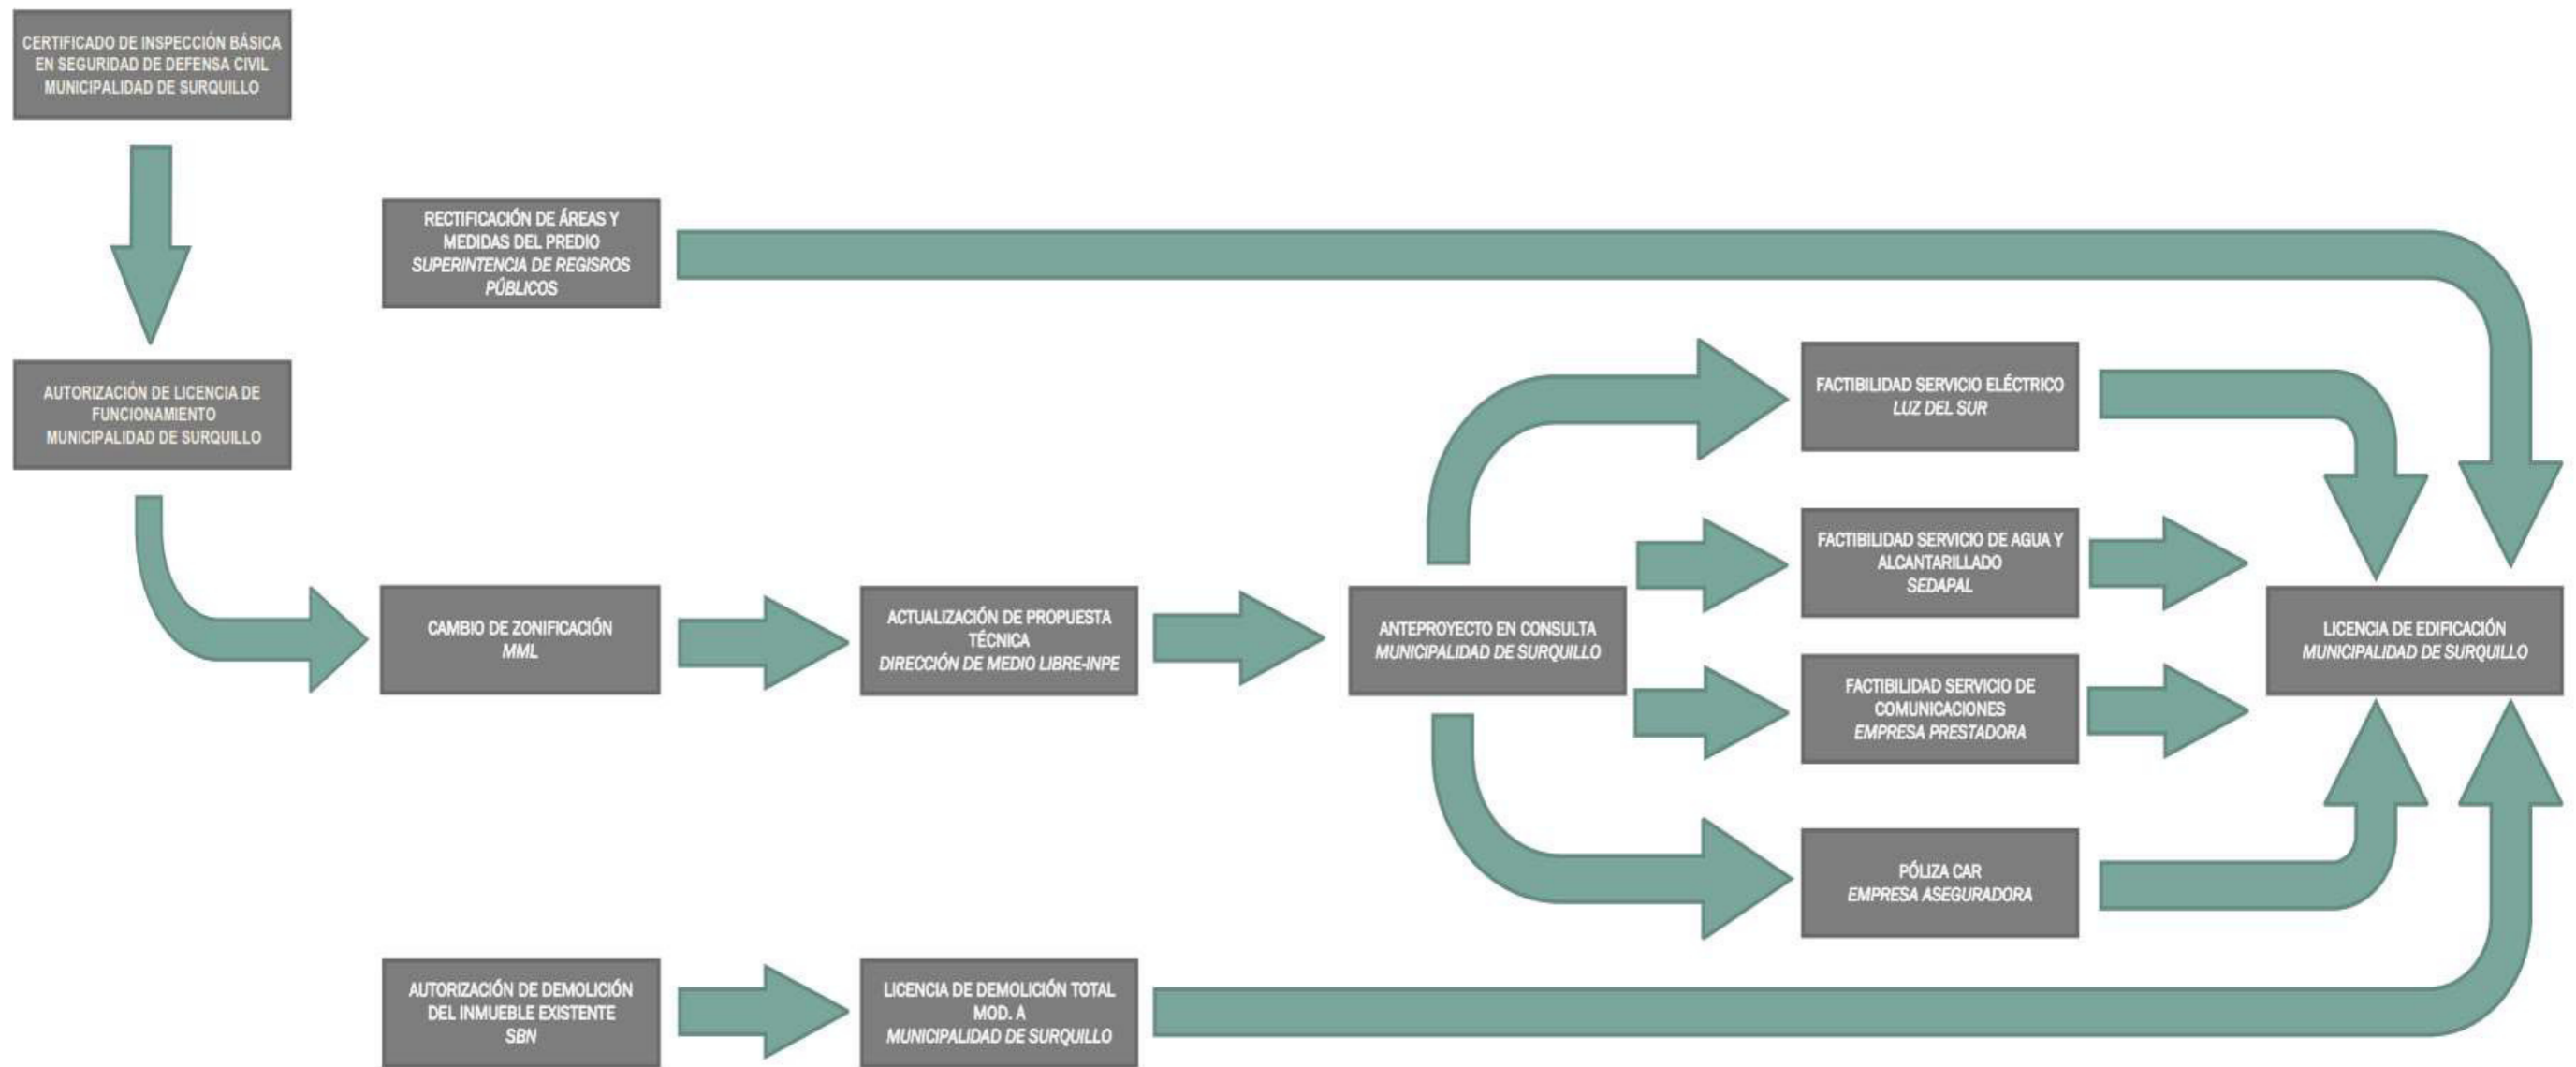 CERTIFICADO DE INSPECCIÓN BÁSICA
EN SEGURIDAD DE DEFENSA CIVIL
MUNICIPALIDAD DE SURQUILLO
RECTIFICACIÓN DE ÁREAS Y
MEDIDAS DEL PREDIO
SUPERINTENCIA DE REGISROS
PÚBLICOS
AUTORIZACIÓN DE LICENCIA DE
FUNCIONAMIENTO
MUNICIPALIDAD DE SURQUILLO
CAMBIO DE ZONIFICACIÓN
MML
ACTUALIZACIÓN DE PROPUESTA
TÉCNICA
DIRECCIÓN DE MEDIO LIBRE-INPE
ANTEPROYECTO EN CONSULTA
MUNICIPALIDAD DE SURQUILLO
FACTIBILIDAD SERVICIO ELÉCTRICO
LUZ DEL SUR
FACTIBILIDAD SERVICIO DE AGUA Y
ALCANTARILLADO
SEDAPAL
FACTIBILIDAD SERVICIO DE
COMUNICACIONES
EMPRESA PRESTADORA
PÓLIZA CAR
EMPRESA ASEGURADORA
LICENCIA DE EDIFICACIÓN
MUNICIPALIDAD DE SURQUILLO
AUTORIZACIÓN DE DEMOLICIÓN
DEL INMUEBLE EXISTENTE
SBN
LICENCIA DE DEMOLICIÓN TOTAL
MOD. A
MUNICIPALIDAD DE SURQUILLO